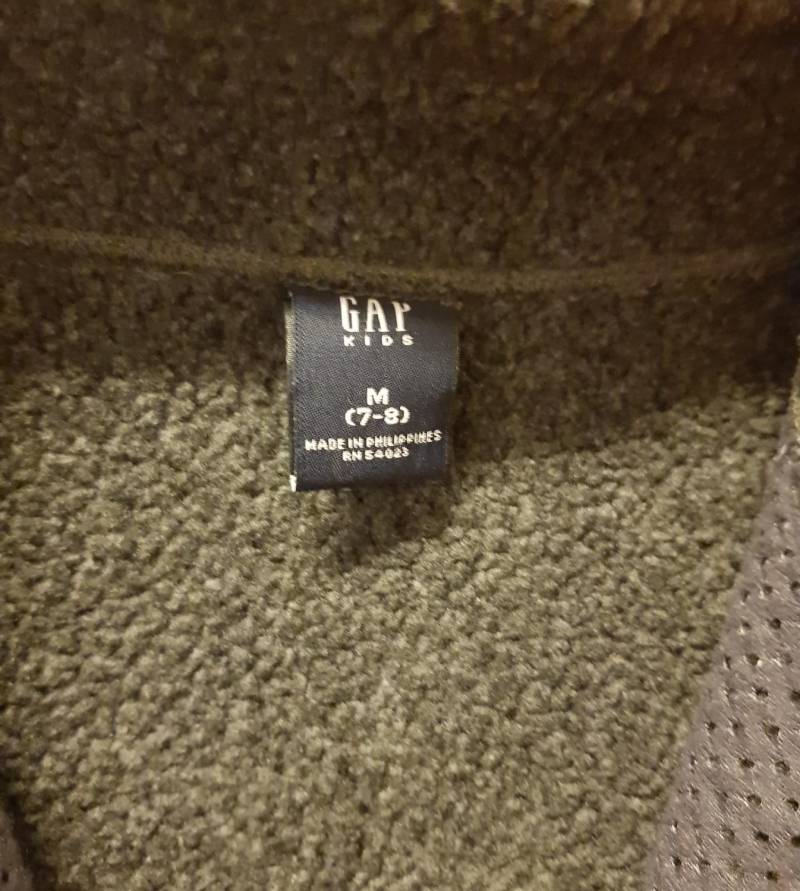 GAP
KIDS
M
(7-8)
MADE IN PHILIPPINES
RN 54023